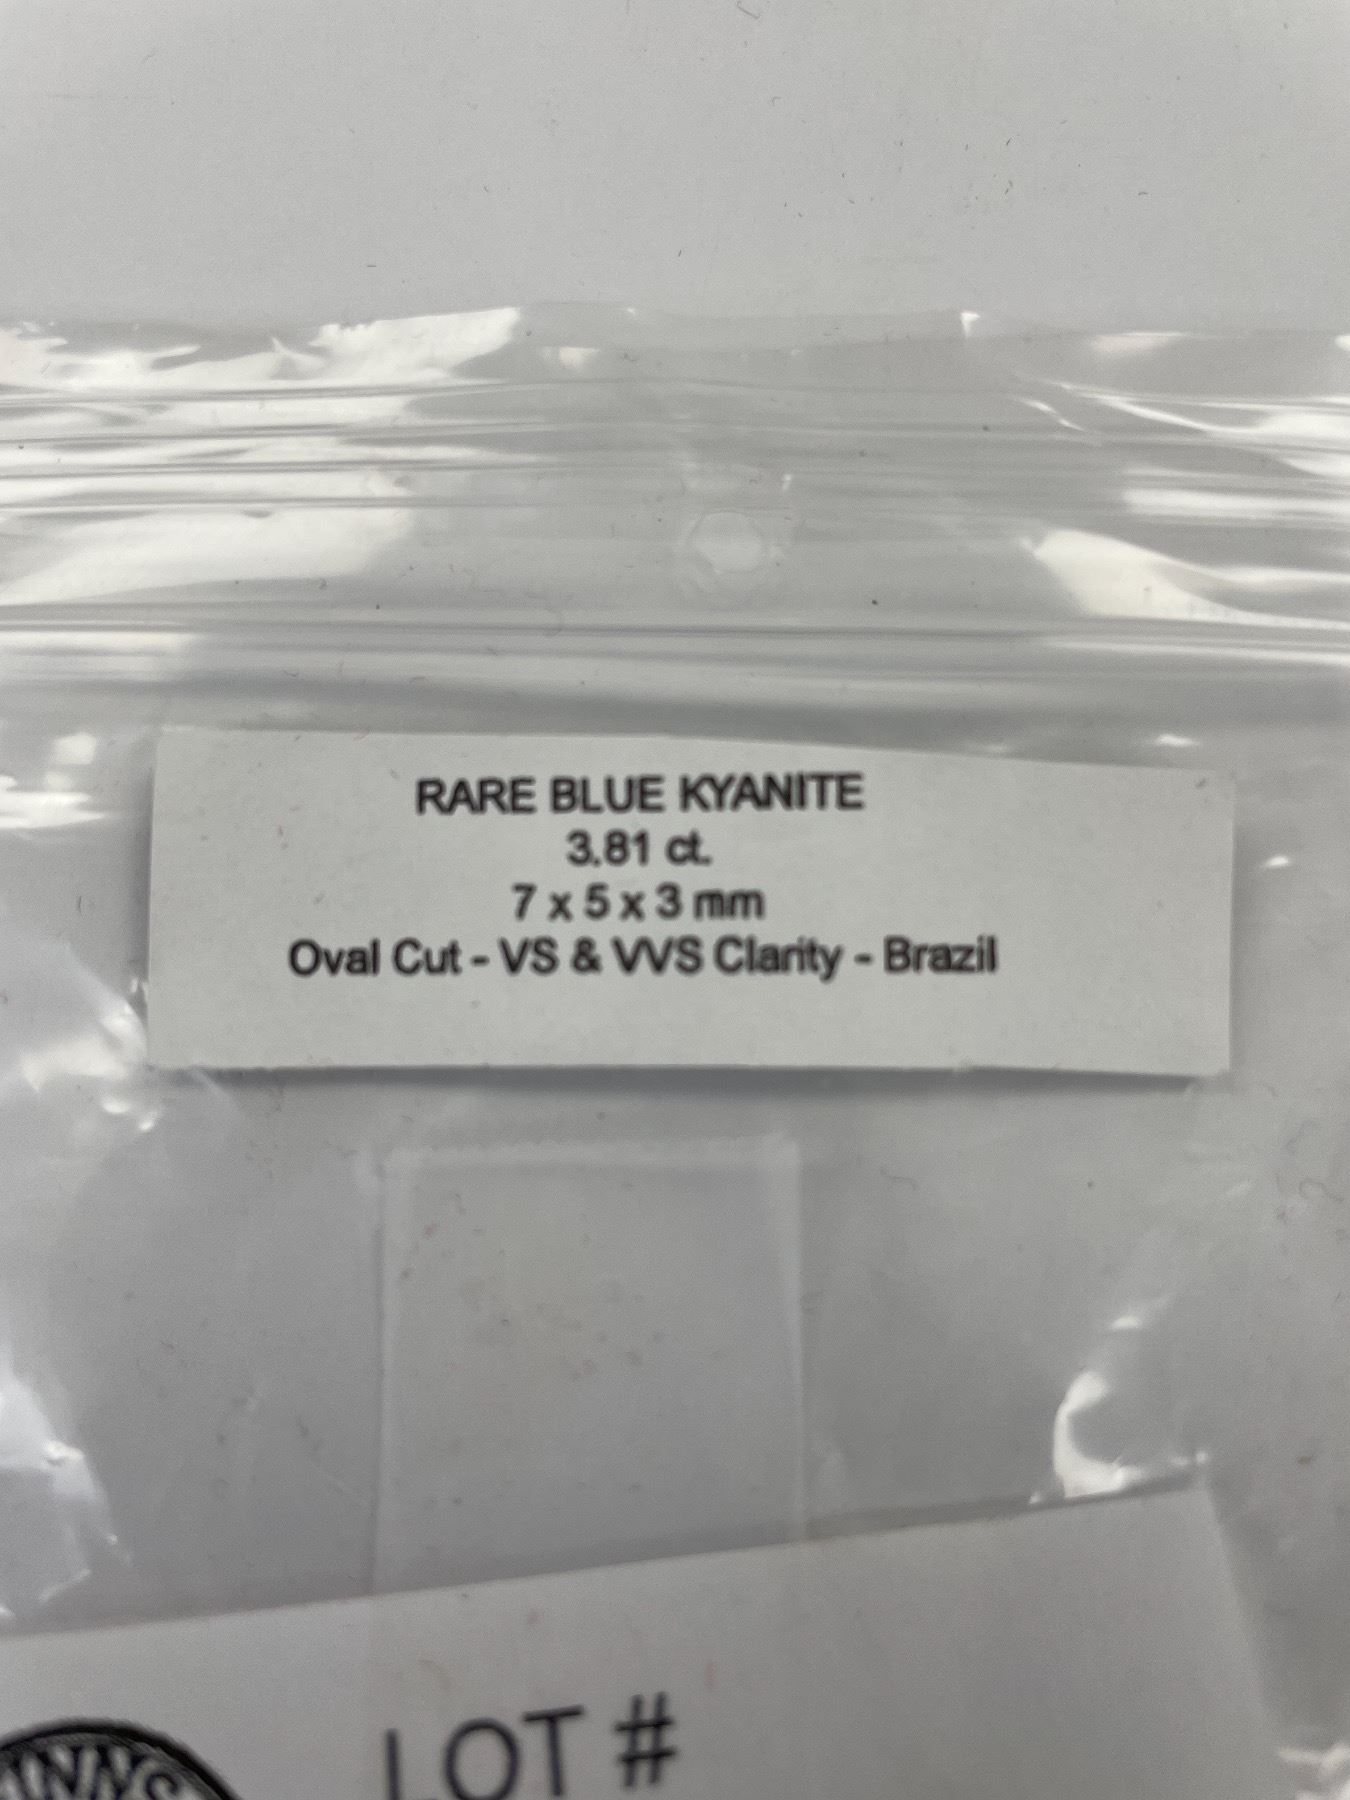 RARE BLUE KYANITE
3.81 ct.
7 x 5 x 3 mm
Oval Cut - VS & VVS Clarity - Brazil
LOT #